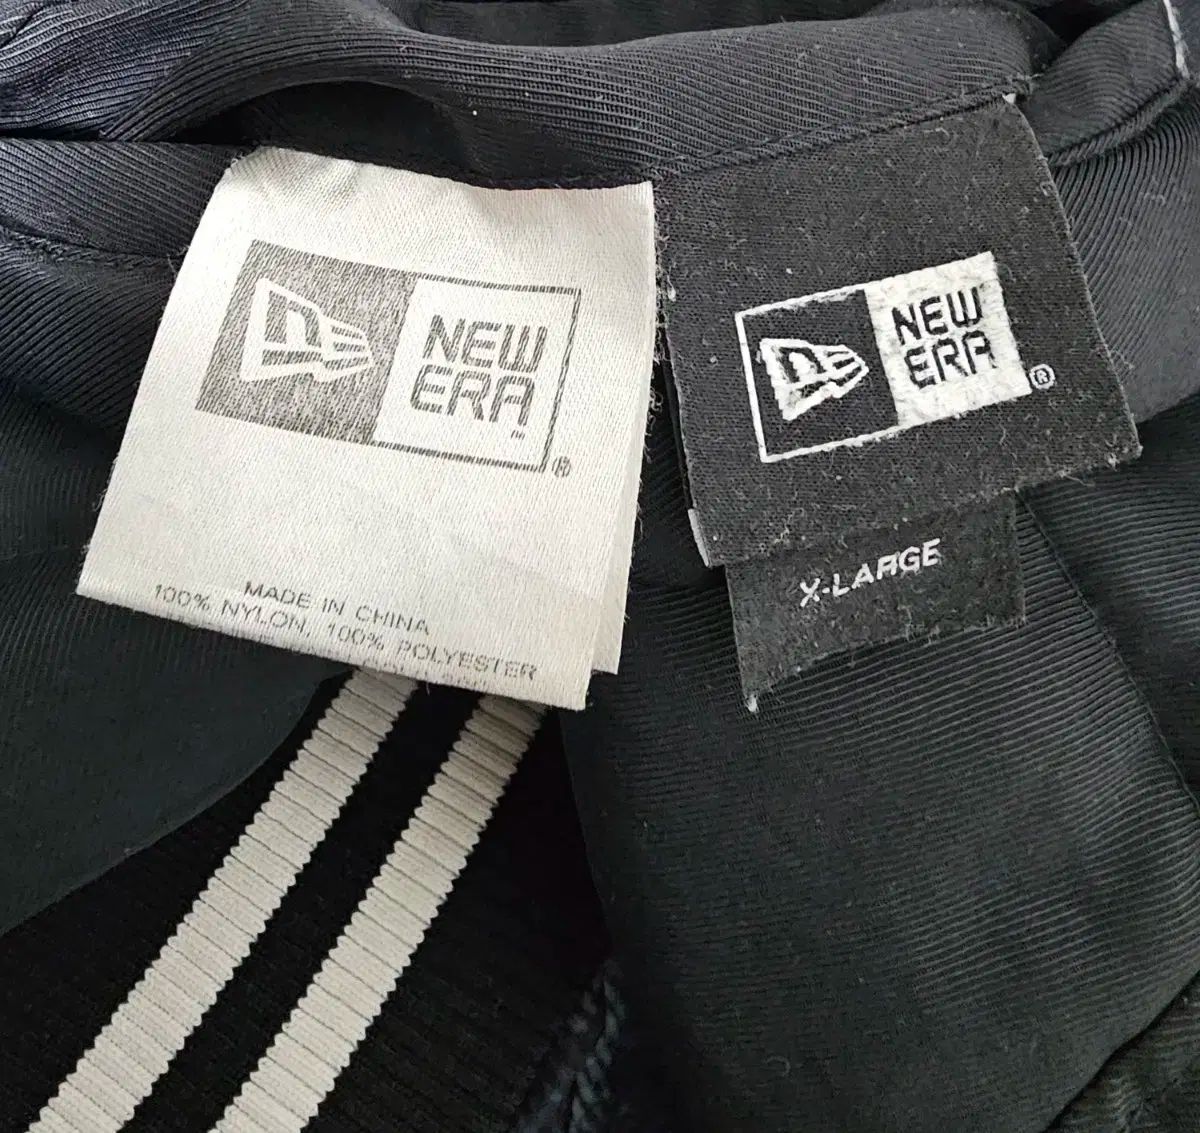 NEW
ERA
®
MADE IN CHINA
100% NYLON, 100% POLYESTER
NEW
ERA
®
X-LARGE